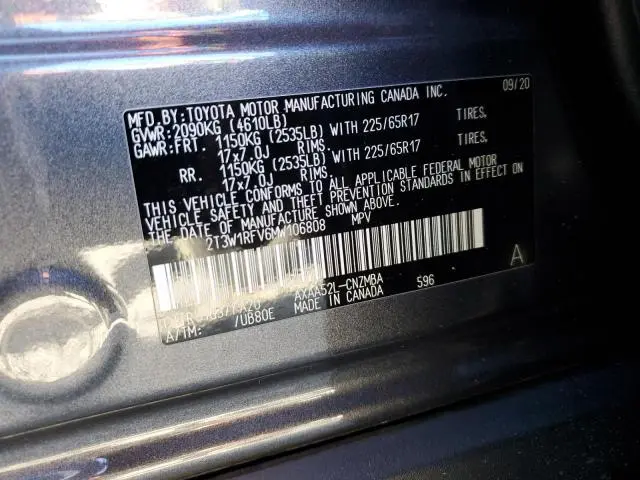 MFD.BY:TOYOTA MOTOR MANUFACTURING CANADA INC. 09/20
GVWR:2090KG (4610LB)
GAWR:FRT. 1150KG (2535LB) WITH 225/65R17 TIRES,
17x7.0J RIMS.
RR. 1150KG (2535LB) WITH 225/65R17 TIRES,
17x7.0J RIMS.
THIS VEHICLE CONFORMS TO ALL APPLICABLE FEDERAL MOTOR
VEHICLE SAFETY AND THEFT PREVENTION STANDARDS IN EFFECT ON
THE DATE OF MANUFACTURE SHOWN ABOVE.
2T3W1RFV6MW106808 MPV
AXAA52L-CNZMBA
A/TM: /UB80E MADE IN CANADA S96
A